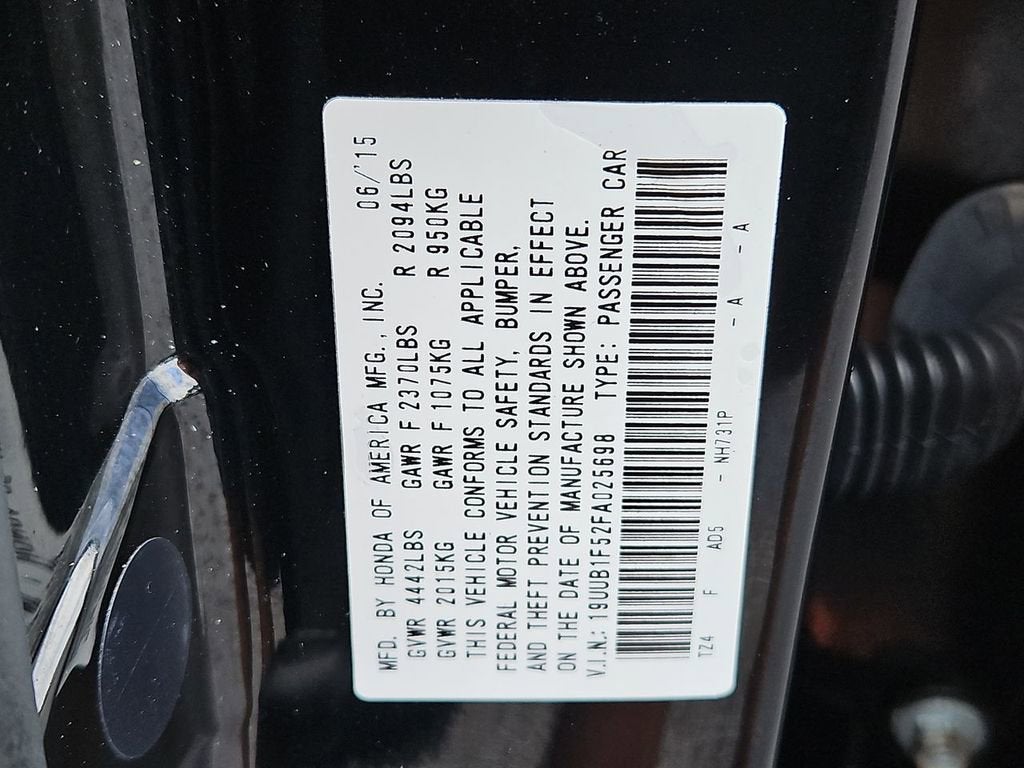 MFD. BY HONDA OF AMERICA MFG., INC. 06/'15
GVWR 4442LBS GAWR F 2370LBS R 2094LBS
GVWR 2015KG GAWR F 1075KG R 950KG
THIS VEHICLE CONFORMS TO ALL APPLICABLE
FEDERAL MOTOR VEHICLE SAFETY, BUMPER,
AND THEFT PREVENTION STANDARDS IN EFFECT
ON THE DATE OF MANUFACTURE SHOWN ABOVE.
V.I.N.: 19UUB1F52FA025698 TYPE: PASSENGER CAR
TZ4 F AD5 - NH731P - A - A